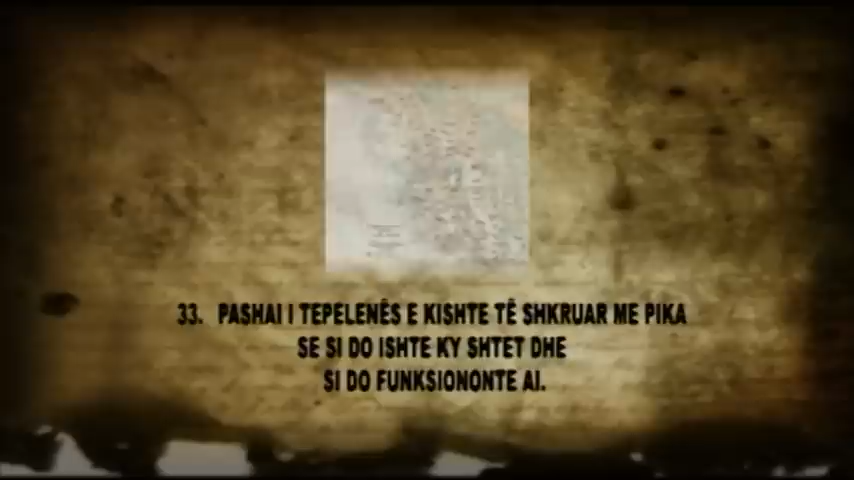 33. PASHAI I TEPELENËS E KISHTE TË SHKRUAR ME PIKA
SE SI DO ISHTE KY SHTET DHE
SI DO FUNKSIONONTE AI.